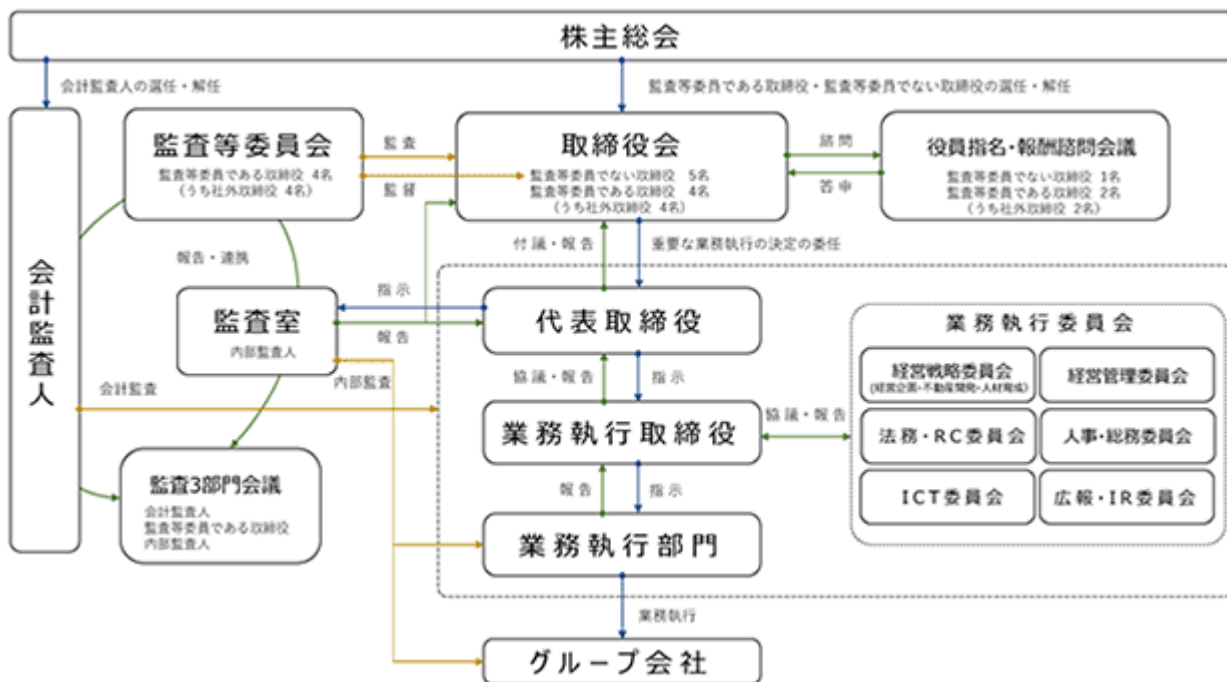 株主総会
会計監査人の選任・解任
監査等委員である取締役・監査等委員でない取締役の選任・解任
会計監査人
監査等委員会
監査等委員である取締役 4名
(うち社外取締役 4名)
監査
監督
取締役会
監査等委員でない取締役 5名
監査等委員である取締役 4名
(うち社外取締役 4名)
諮問
答申
役員指名・報酬諮問会議
監査等委員でない取締役 1名
監査等委員である取締役 2名
(うち社外取締役 2名)
報告・連携
付議・報告
重要な業務執行の決定の委任
監査室
内部監査人
指示
報告
代表取締役
内部監査
会計監査
協議・報告
指示
業務執行取締役
協議・報告
業務執行委員会
経営戦略委員会
(経営企画・不動産開発・人材育成)
経営管理委員会
法務・RC委員会
人事・総務委員会
ICT委員会
広報・IR委員会
監査3部門会議
会計監査人
監査等委員である取締役
内部監査人
報告
指示
業務執行部門
業務執行
グループ会社